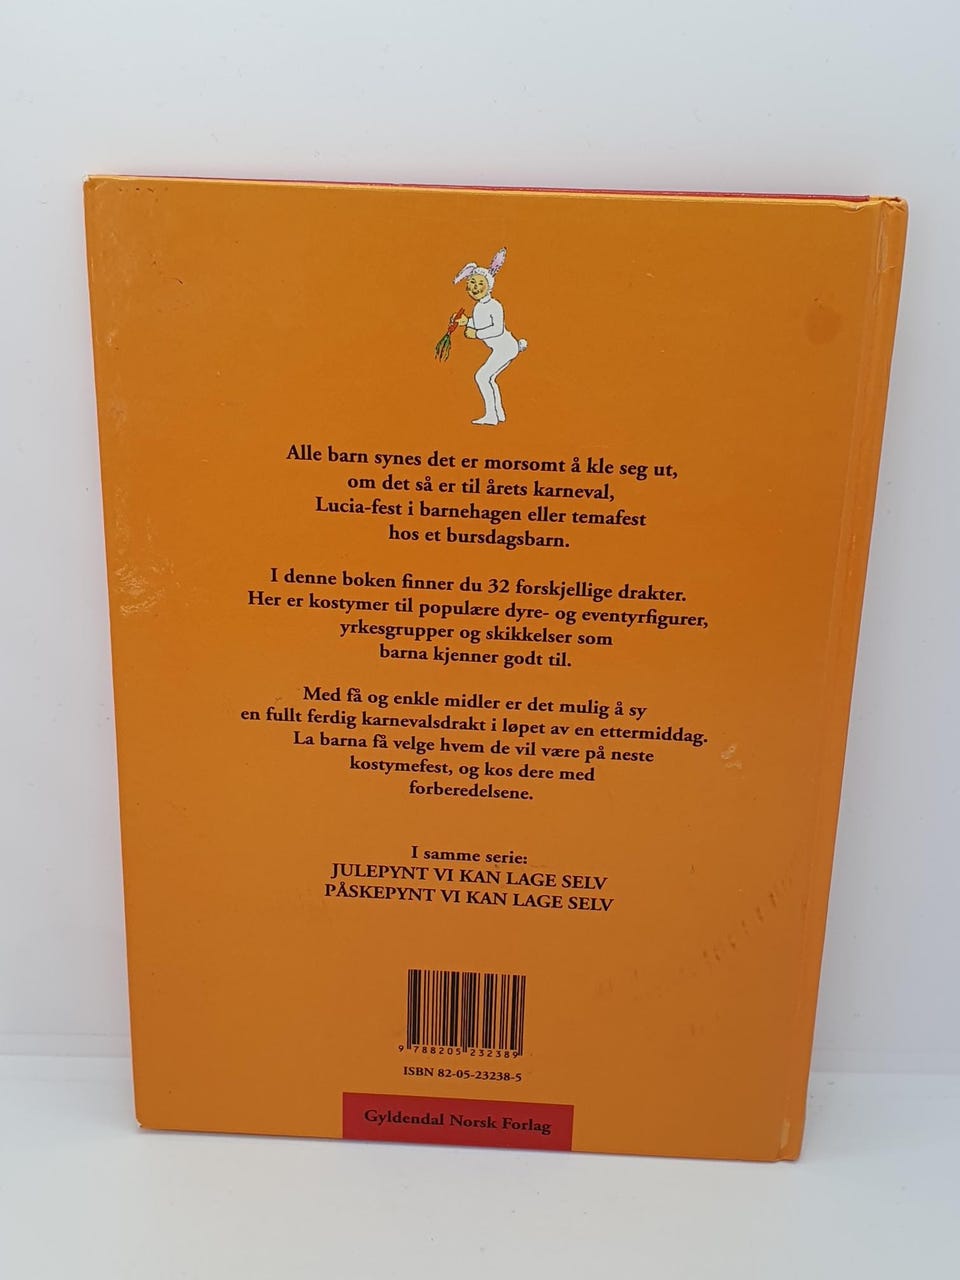 Alle barn synes det er morsomt å kle seg ut,
om det så er til årets karneval,
Lucia-fest i barnehagen eller temafest
hos et bursdagsbarn.
I denne boken finner du 32 forskjellige drakter.
Her er kostymer til populære dyre- og eventyrfigurer,
yrkesgrupper og skikkelser som
barna kjenner godt til.
Med få og enkle midler er det mulig å sy
en fullt ferdig karnevalsdrakt i løpet av en ettermiddag.
La barna få velge hvem de vil være på neste
kostymefest, og kos dere med
forberedelsene.
I samme serie:
JULEPYNT VI KAN LAGE SELV
PÅSKEPYNT VI KAN LAGE SELV
9 788205 232389
ISBN 82-05-23238-5
Gyldendal Norsk Forlag